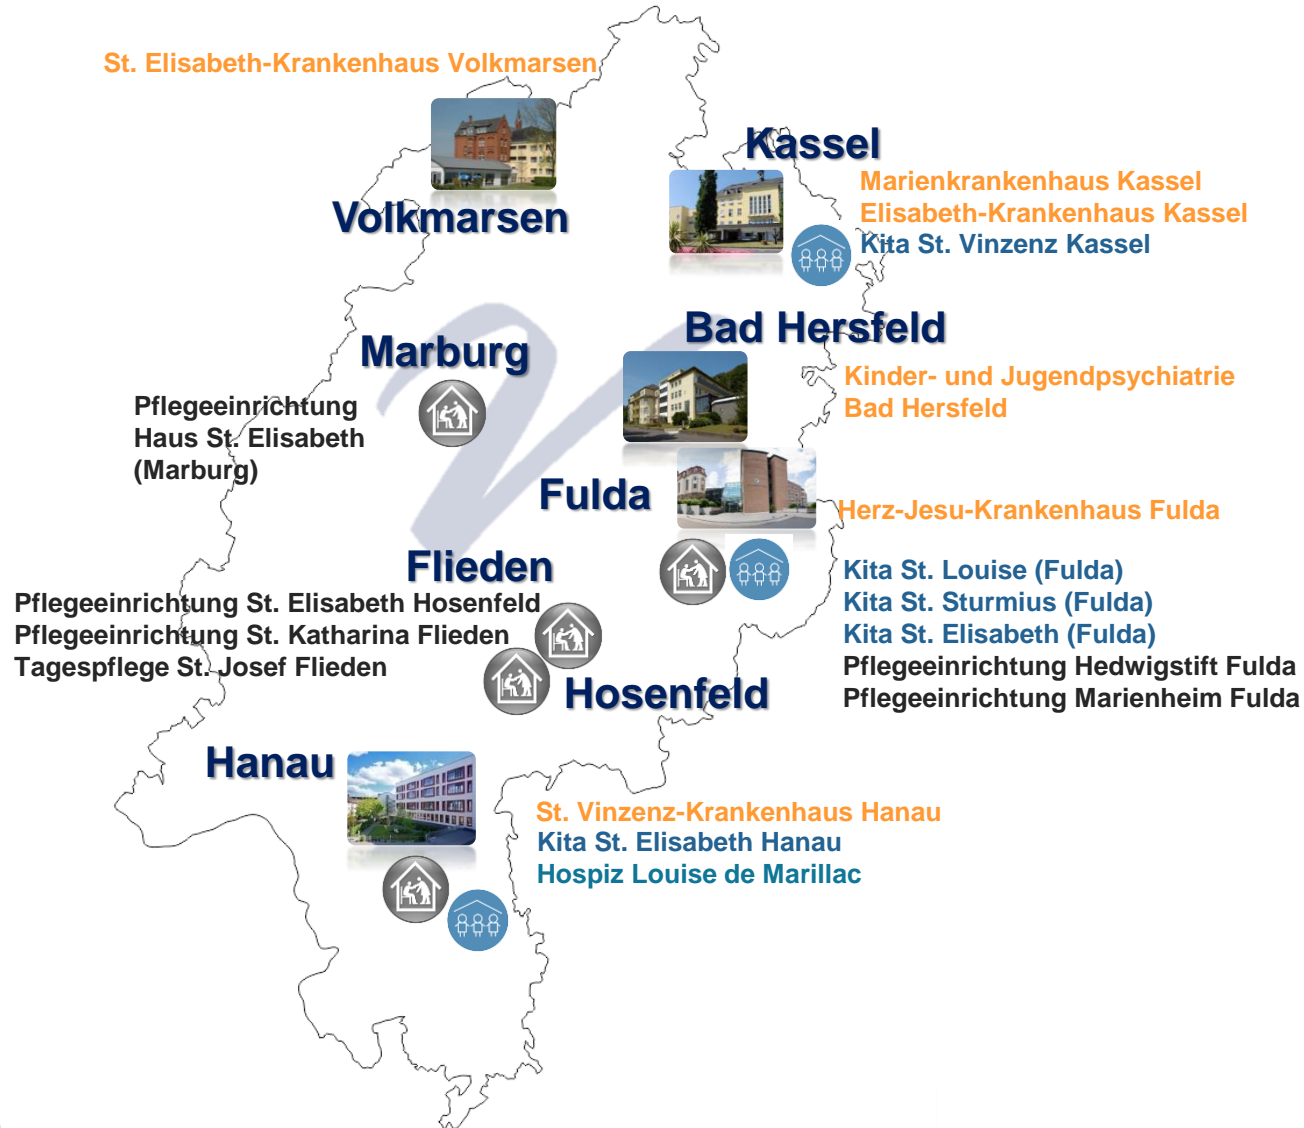 St. Elisabeth-Krankenhaus Volkmarsen
Volkmarsen
Kassel
Marienkrankenhaus Kassel
Elisabeth-Krankenhaus Kassel
Kita St. Vinzenz Kassel
Marburg
Pflegeeinrichtung
Haus St. Elisabeth
(Marburg)
Bad Hersfeld
Kinder- und Jugendpsychiatrie
Bad Hersfeld
Fulda
Herz-Jesu-Krankenhaus Fulda
Kita St. Louise (Fulda)
Kita St. Sturmius (Fulda)
Kita St. Elisabeth (Fulda)
Pflegeeinrichtung Hedwigstift Fulda
Pflegeeinrichtung Marienheim Fulda
Flieden
Pflegeeinrichtung St. Elisabeth Hosenfeld
Pflegeeinrichtung St. Katharina Flieden
Tagespflege St. Josef Flieden
Hosenfeld
Hanau
St. Vinzenz-Krankenhaus Hanau
Kita St. Elisabeth Hanau
Hospiz Louise de Marillac